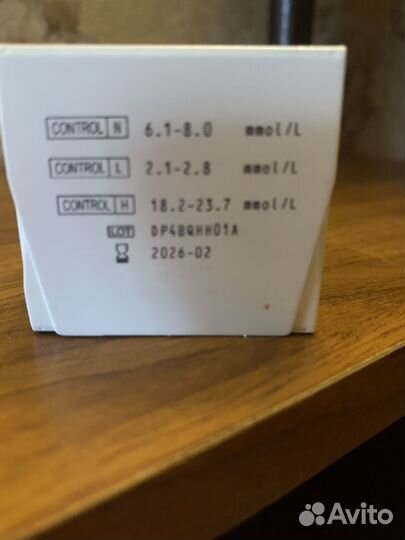 CONTROL N 6.1-8.0 mmol/L
CONTROL L 2.1-2.8 mmol/L
CONTROL H 18.2-23.7 mmol/L
LOT DP4BQHH01A
2026-02
Avito